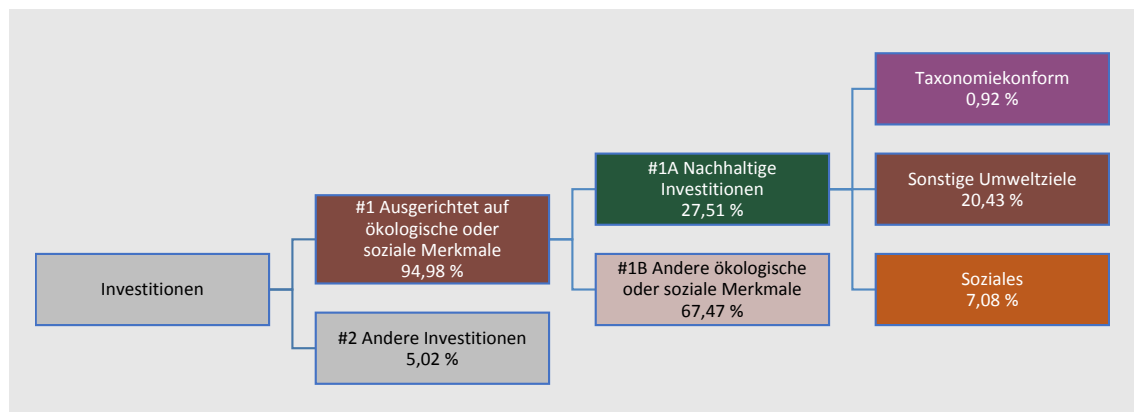 Investitionen
#1 Ausgerichtet auf
ökologische oder
soziale Merkmale
94,98 %
#2 Andere Investitionen
5,02 %
#1A Nachhaltige
Investitionen
27,51 %
#1B Andere ökologische
oder soziale Merkmale
67,47 %
Taxonomiekonform
0,92 %
Sonstige Umweltziele
20,43 %
Soziales
7,08 %